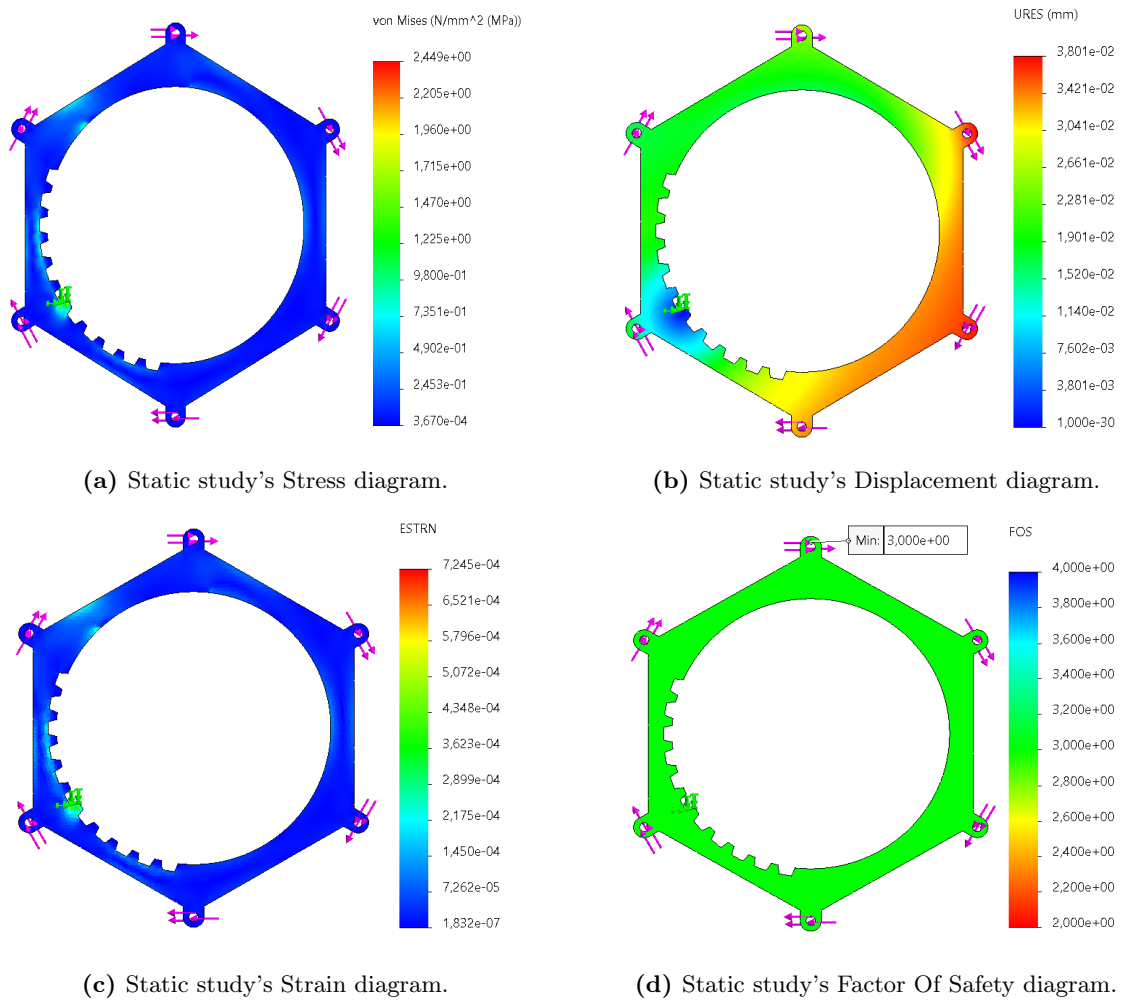 von Mises (N/mm^2 (MPa))
2,449e+00
2,205e+00
1,960e+00
1,715e+00
1,470e+00
1,225e+00
9,800e-01
7,351e-01
4,902e-01
2,453e-01
3,670e-04
URES (mm)
3,801e-02
3,421e-02
3,041e-02
2,661e-02
2,281e-02
1,901e-02
1,520e-02
1,140e-02
7,602e-03
3,801e-03
1,000e-30
(a) Static study's Stress diagram.
(b) Static study's Displacement diagram.
ESTRN
7,245e-04
6,521e-04
5,796e-04
5,072e-04
4,348e-04
3,623e-04
2,899e-04
2,175e-04
1,450e-04
7,262e-05
1,832e-07
Min: 3,000e+00
FOS
4,000e+00
3,800e+00
3,600e+00
3,400e+00
3,200e+00
3,000e+00
2,800e+00
2,600e+00
2,400e+00
2,200e+00
2,000e+00
(c) Static study's Strain diagram.
(d) Static study's Factor Of Safety diagram.